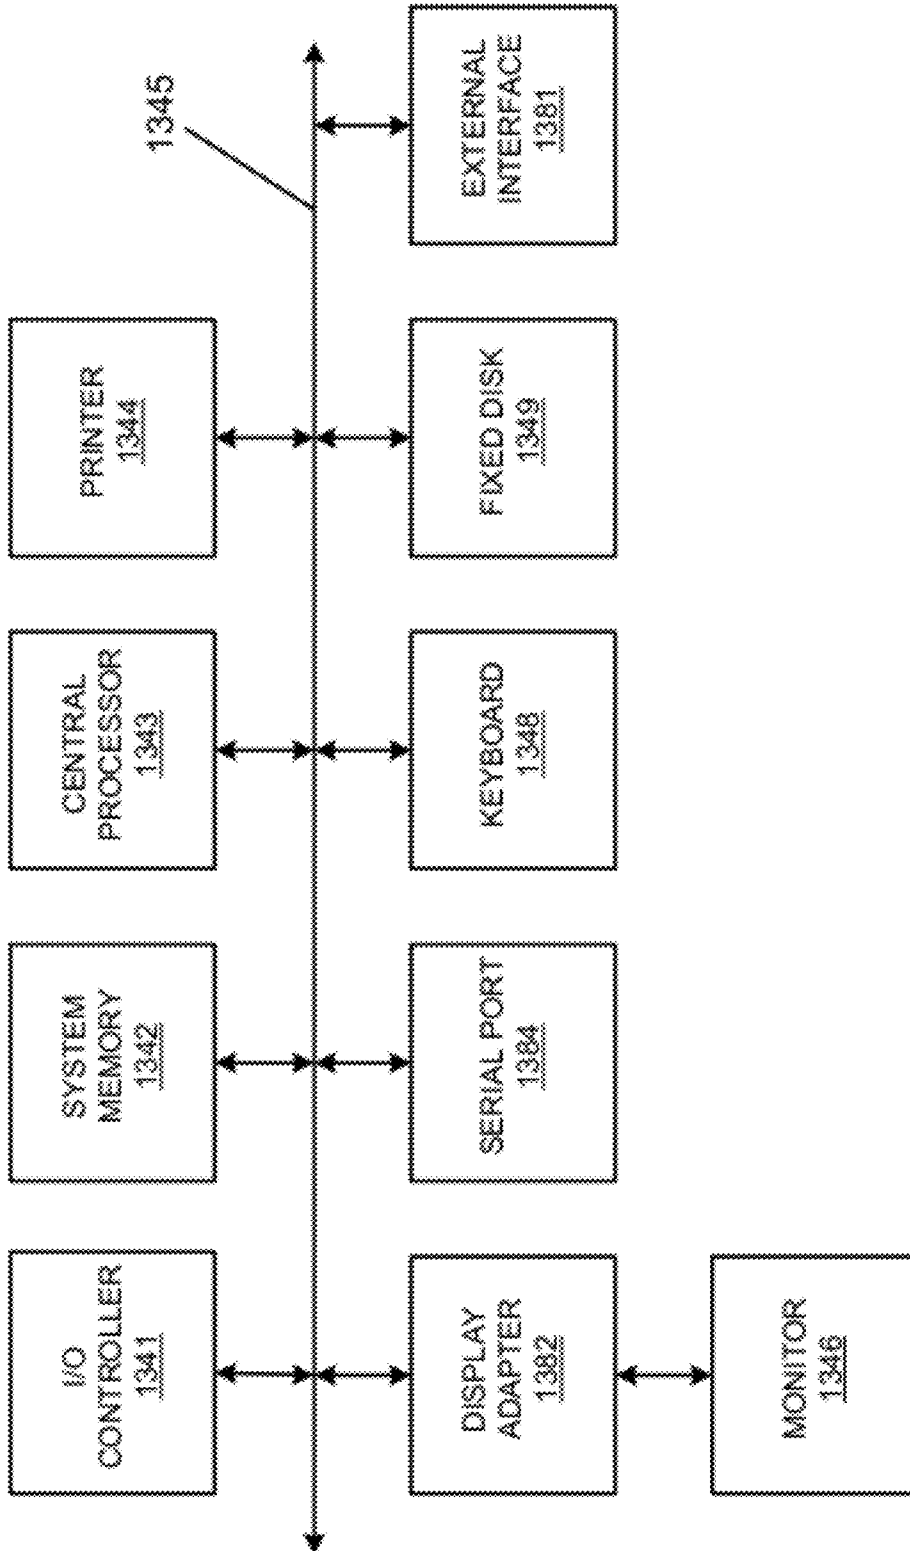 I/O
CONTROLLER
1341
SYSTEM
MEMORY
1342
CENTRAL
PROCESSOR
1343
PRINTER
1344
1345
DISPLAY
ADAPTER
1382
SERIAL PORT
1384
KEYBOARD
1348
FIXED DISK
1349
EXTERNAL
INTERFACE
1381
MONITOR
1346